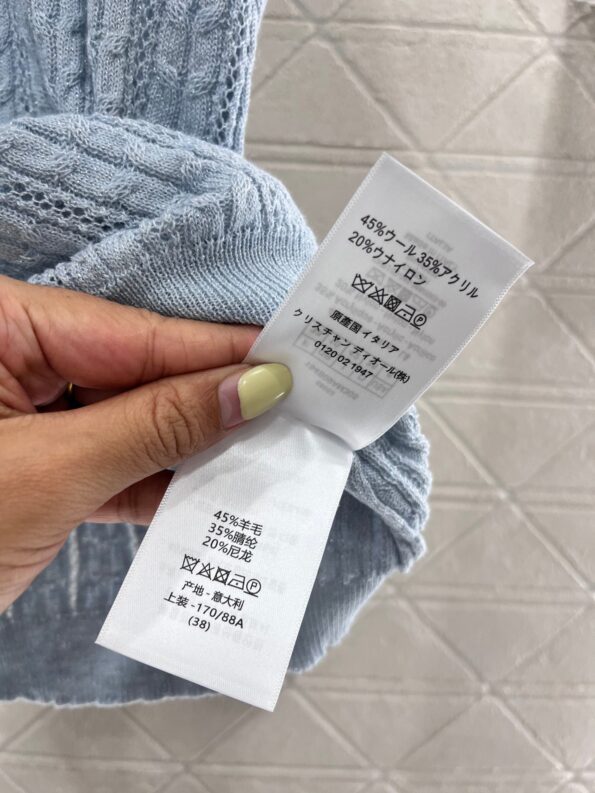 45%ウール 35%アクリル
20%ウナイロン
原産国 イタリア
クリスチャン ディオール(株)
0120 02 1947
45%羊毛
35%腈纶
20%尼龙
产地 - 意大利
上装 -170/88A
(38)